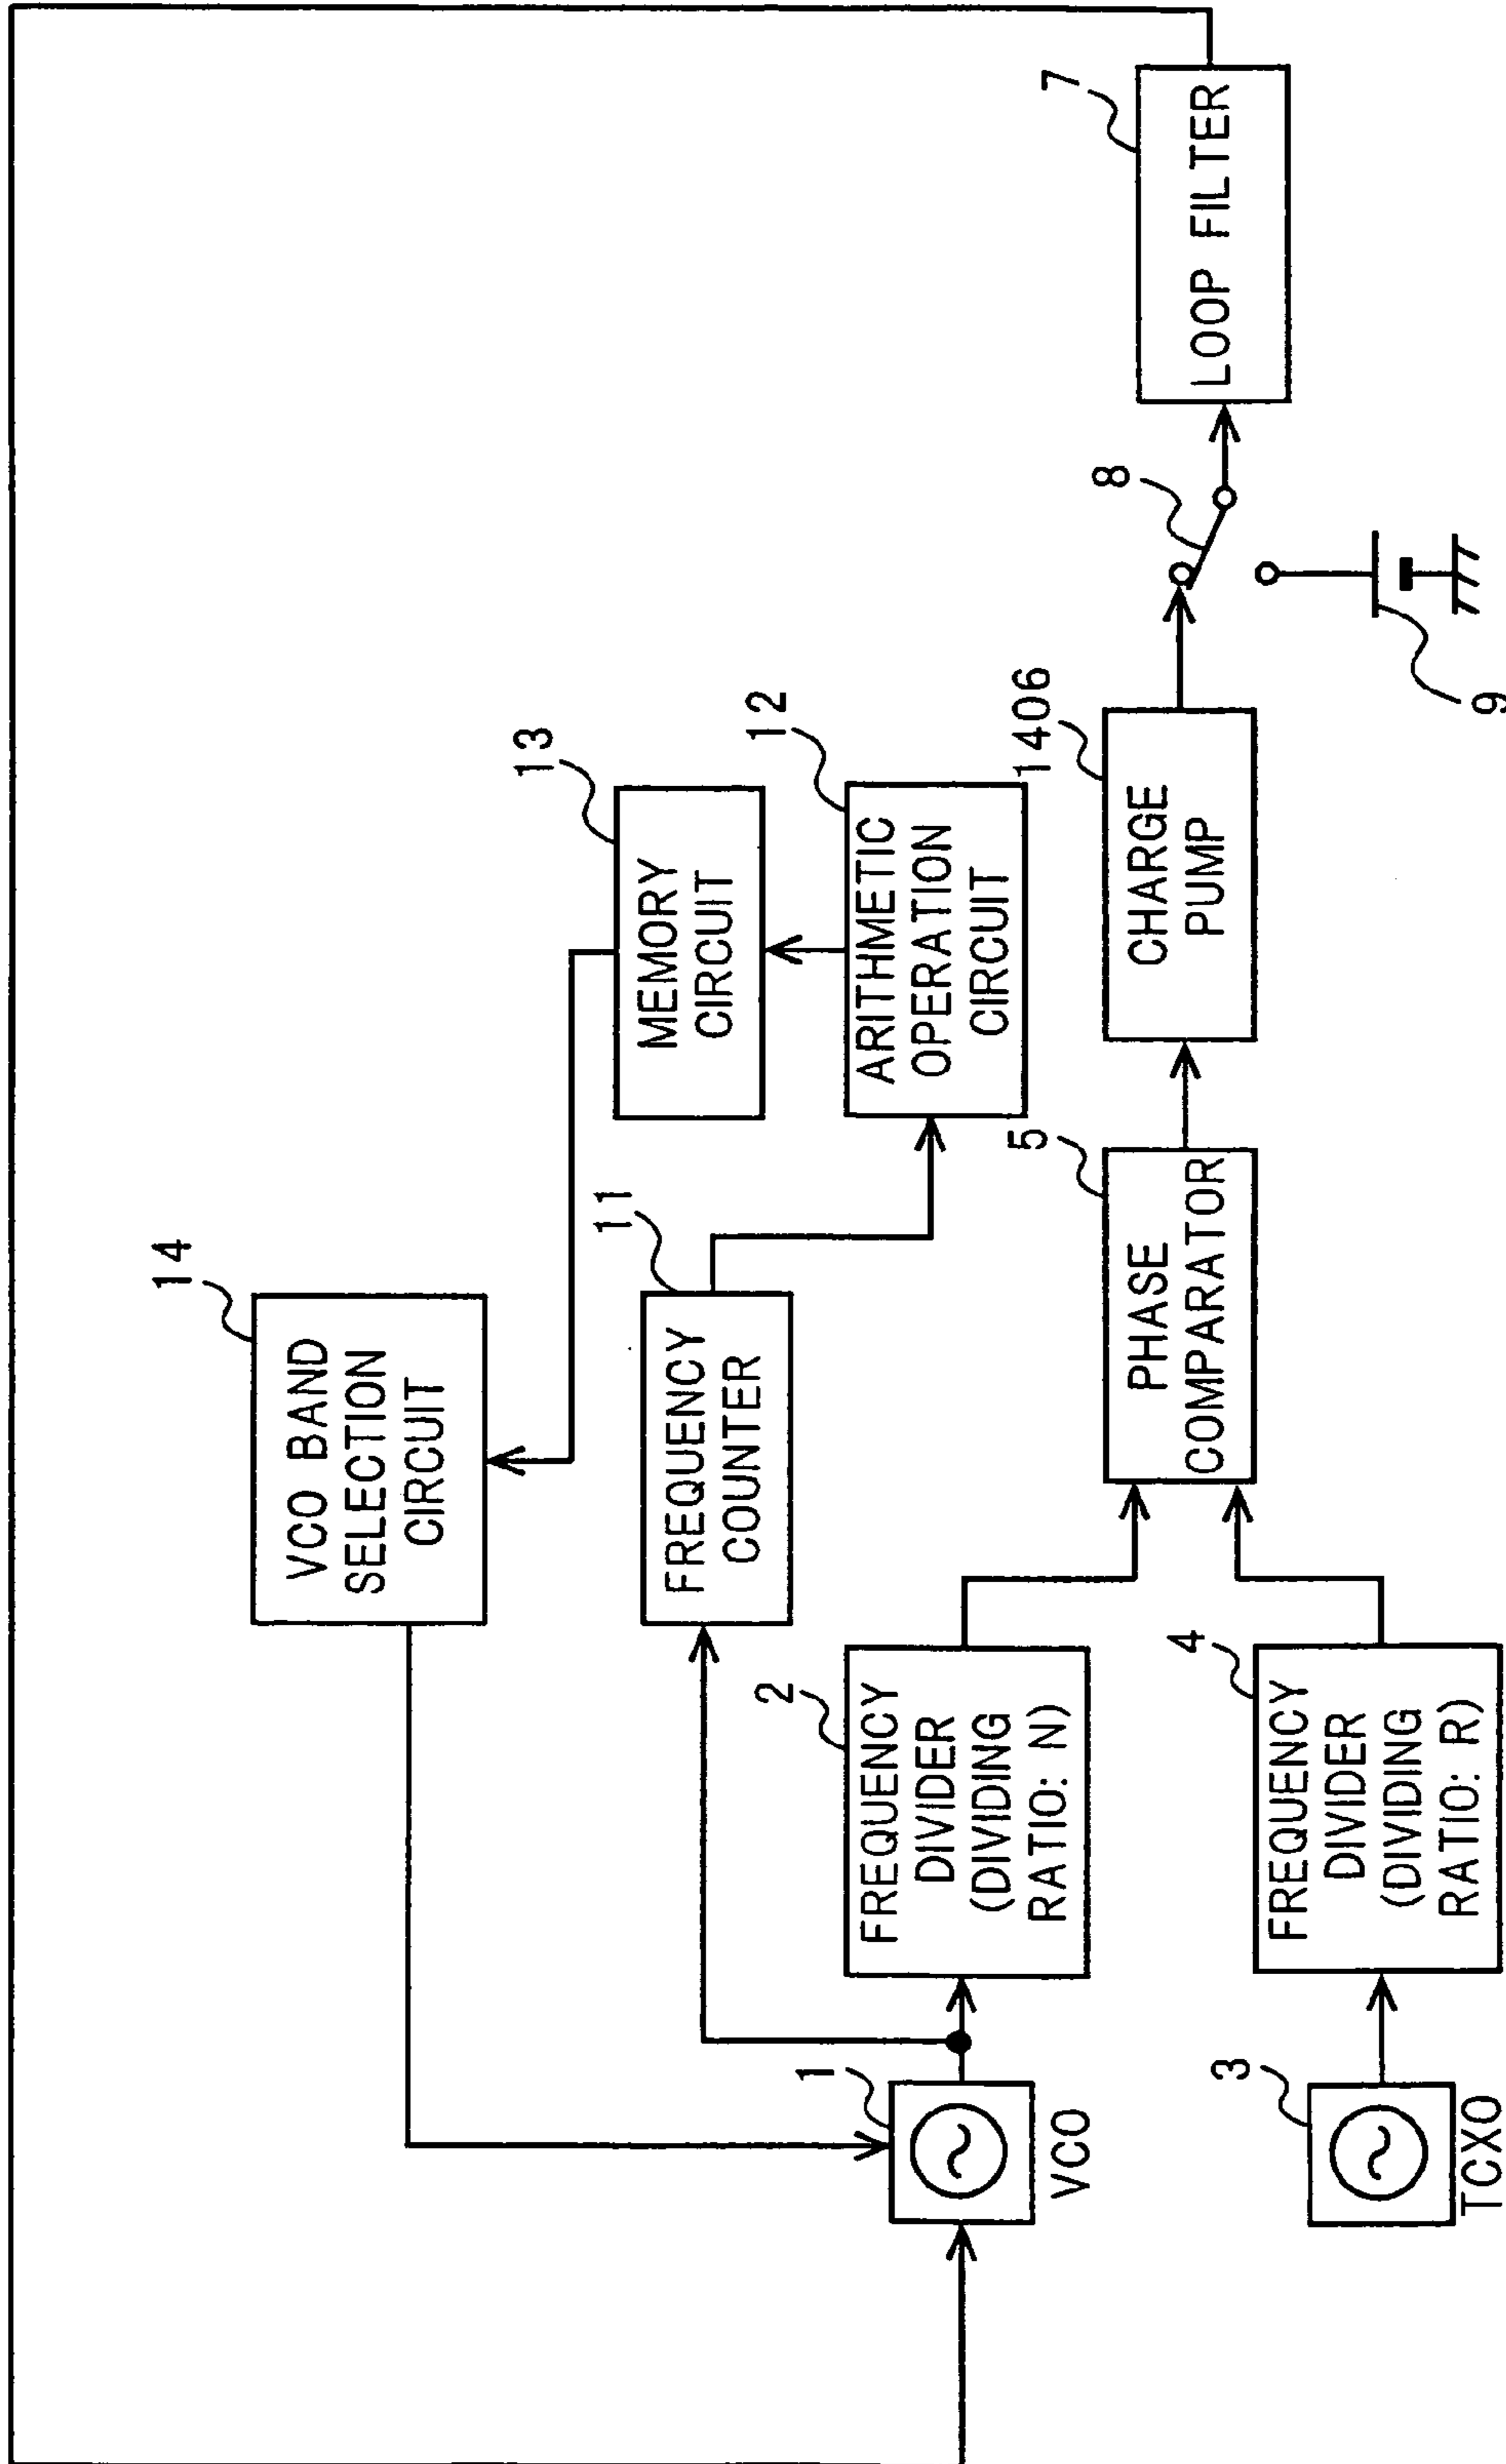 14
VCO BAND
SELECTION
CIRCUIT
13
MEMORY
CIRCUIT
11
FREQUENCY
COUNTER
12
ARITHMETIC
OPERATION
CIRCUIT
1
VCO
2
FREQUENCY
DIVIDER
(DIVIDING
RATIO: N)
5
PHASE
COMPARATOR
1406
CHARGE
PUMP
8
7
LOOP FILTER
3
TCXO
4
FREQUENCY
DIVIDER
(DIVIDING
RATIO: R)
9